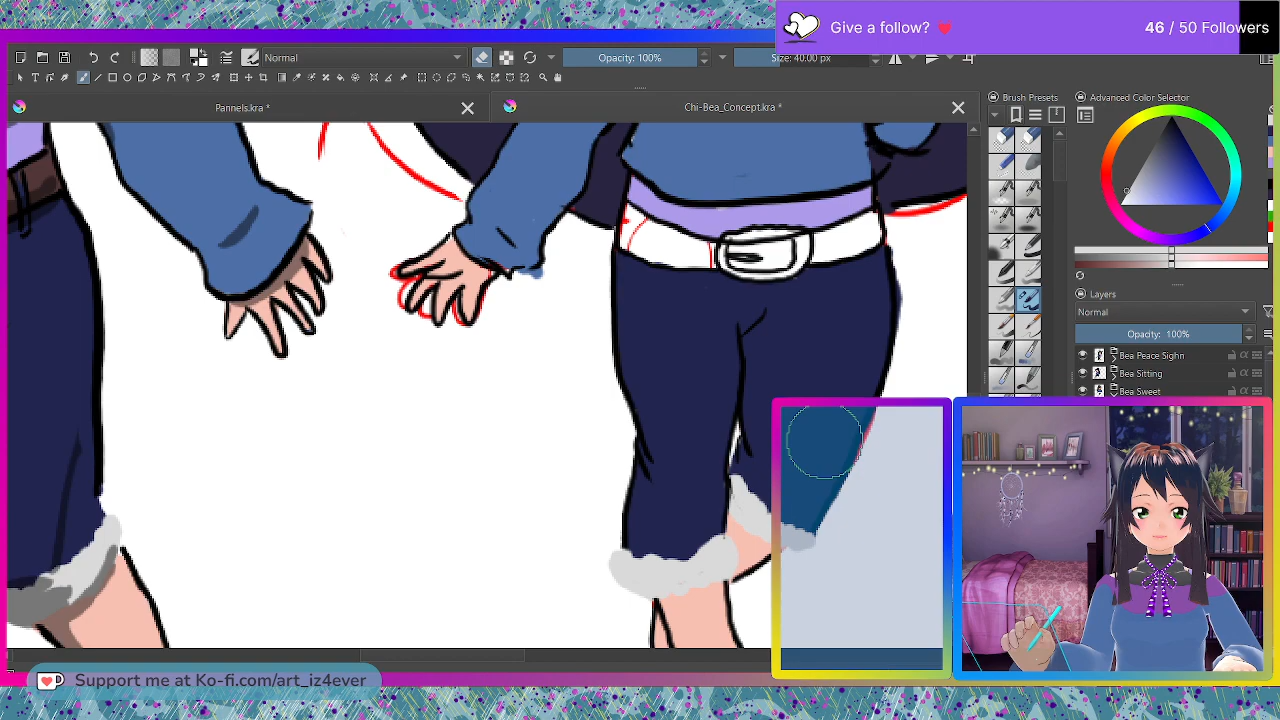 Give a follow?
46 / 50 Followers
Normal
Opacity: 100%
Size: 40.00 px
Pannels.kra *
Chi-Bea_Concept.kra *
Brush Presets
Advanced Color Selector
Layers
Normal
Opacity: 100%
Bea Peace Sighn
Bea Sitting
Bea Sweet
Support me at Ko-fi.com/art_iz4ever